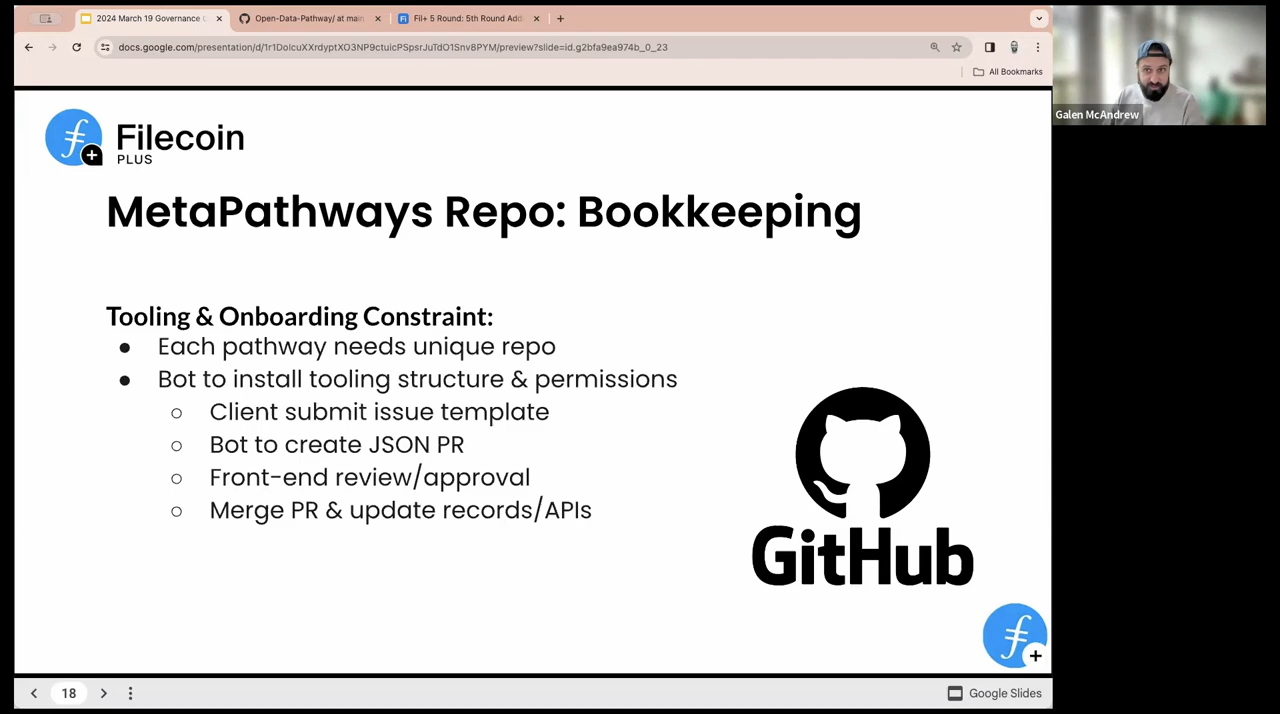 2024 March 19 Governance
Open-Data-Pathway/ at main
Fil+ 5 Round: 5th Round Add
docs.google.com/presentation/d/1r1DoIcuXXrdyptXO3NP9ctuicPSpsrJuTdO1Snv8PYM/preview?slide=id.g2bfa9ea974b_0_23
All Bookmarks
Galen McAndrew
Filecoin
PLUS
MetaPathways Repo: Bookkeeping
Tooling & Onboarding Constraint:
● Each pathway needs unique repo
● Bot to install tooling structure & permissions
○ Client submit issue template
○ Bot to create JSON PR
○ Front-end review/approval
○ Merge PR & update records/APIs
GitHub
18
Google Slides